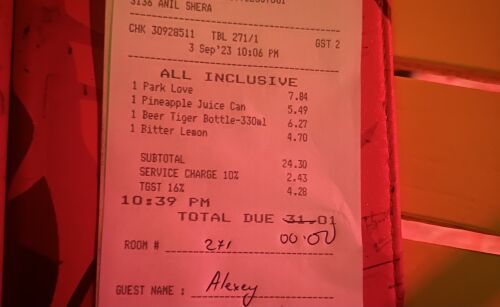 3136 ANIL SHERA
CHK 30928511 TBL 271/1 GST 2
3 Sep'23 10:06 PM
ALL INCLUSIVE
1 Park Love 7.84
1 Pineapple Juice Can 5.49
1 Beer Tiger Bottle-330ml 6.27
1 Bitter Lemon 4.70
SUBTOTAL 24.30
SERVICE CHARGE 10% 2.43
TGST 16% 4.28
10:39 PM
TOTAL DUE 31.01
00.00
ROOM # 271
GUEST NAME : Alexey